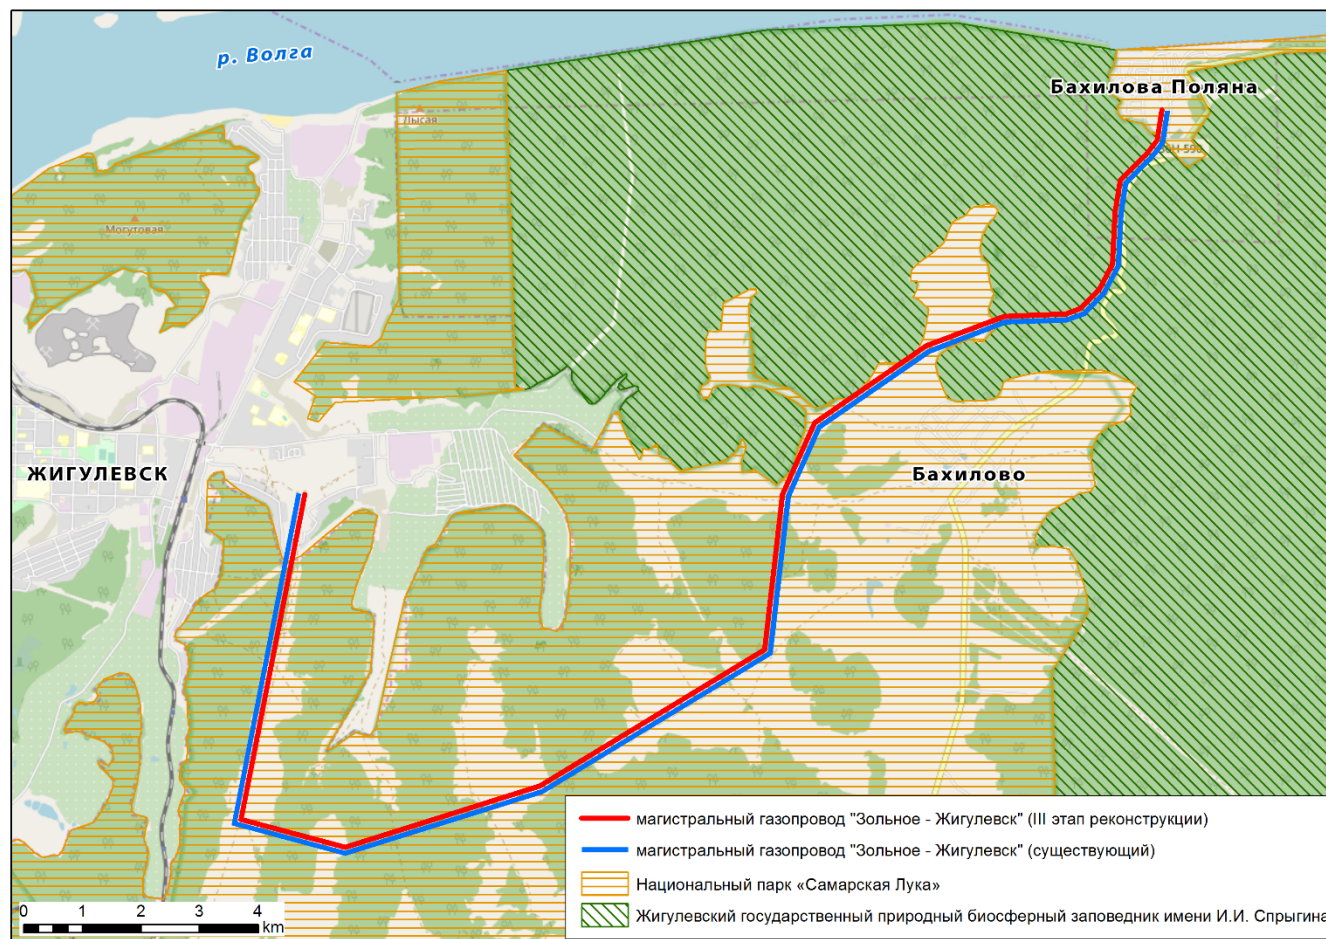 р. Волга
Бахилова Поляна
Лысая
Могутовая
ЖИГУЛЕВСК
Бахилово
магистральный газопровод "Зольное - Жигулевск" (III этап реконструкции)
магистральный газопровод "Зольное - Жигулевск" (существующий)
Национальный парк «Самарская Лука»
Жигулевский государственный природный биосферный заповедник имени И.И. Спрыгина
0 1 2 3 4
km